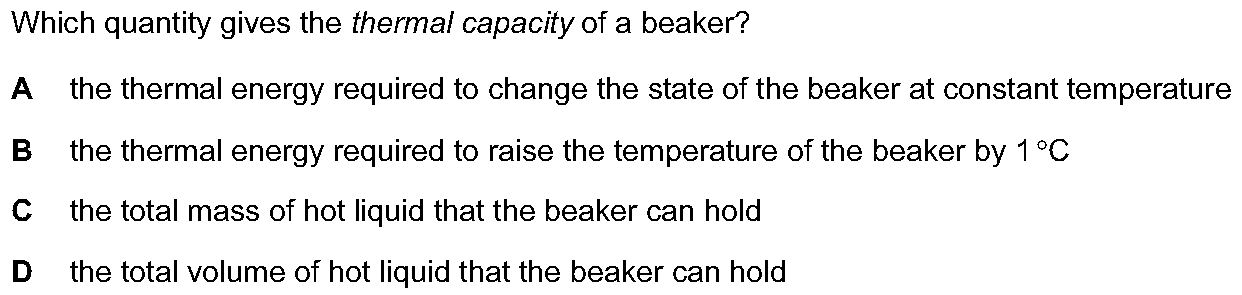 Which quantity gives the thermal capacity of a beaker?
A the thermal energy required to change the state of the beaker at constant temperature
B the thermal energy required to raise the temperature of the beaker by 1 °C
C the total mass of hot liquid that the beaker can hold
D the total volume of hot liquid that the beaker can hold